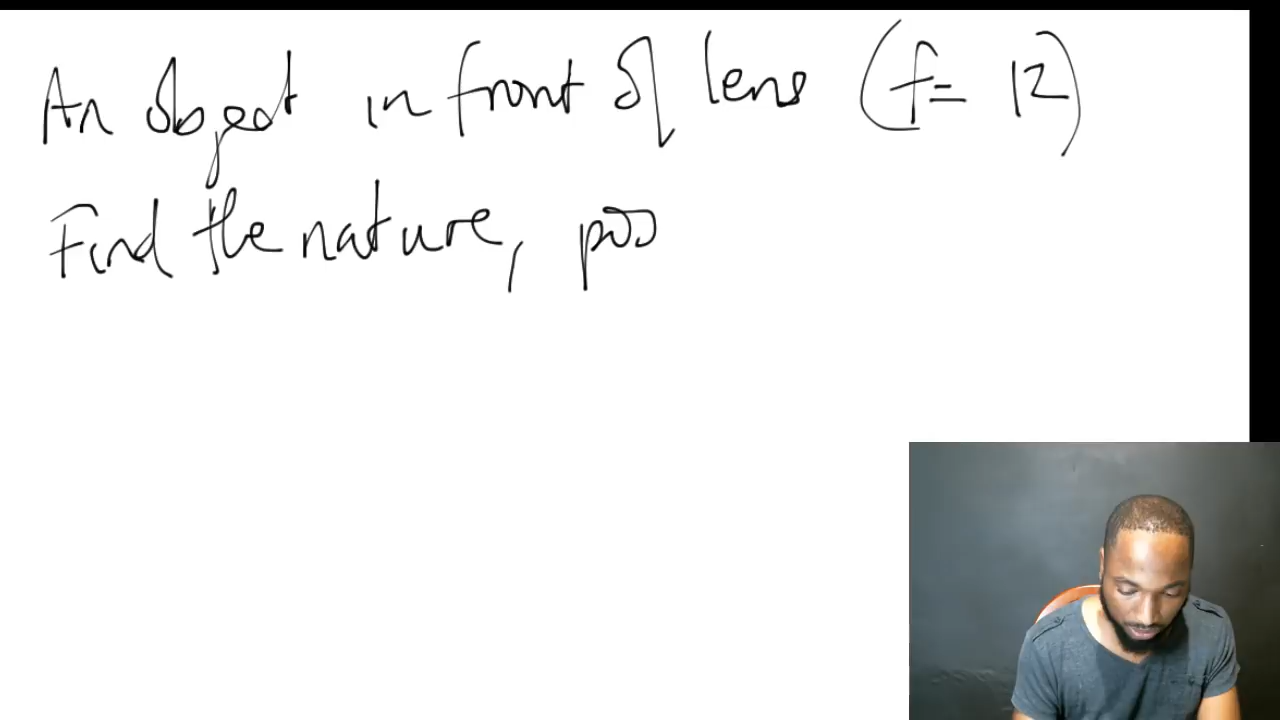 An object in front of lens (f= 12)
Find the nature, pos